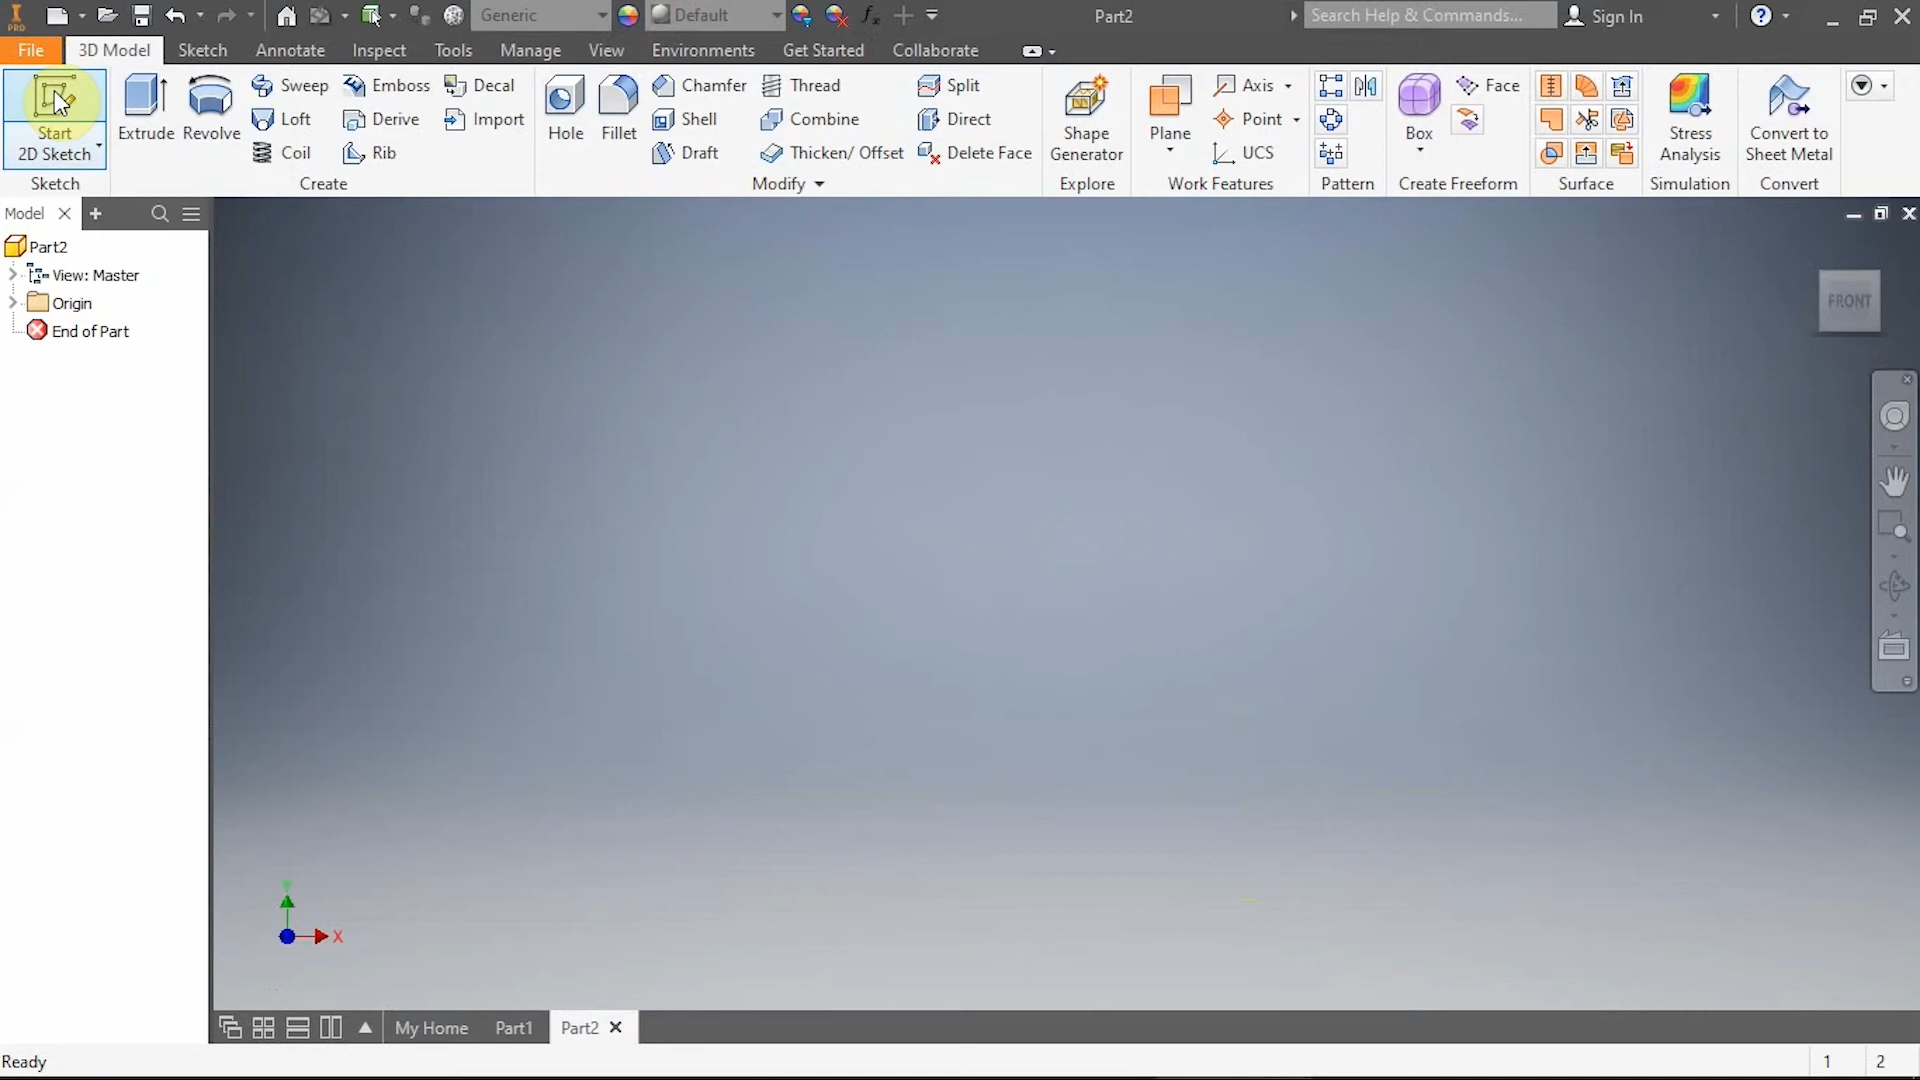 PRO
Generic
Default
Part2
Search Help & Commands...
Sign In
File
3D Model
Sketch
Annotate
Inspect
Tools
Manage
View
Environments
Get Started
Collaborate
Start
2D Sketch
Extrude
Revolve
Sweep
Emboss
Decal
Loft
Derive
Import
Coil
Rib
Hole
Fillet
Chamfer
Thread
Split
Shell
Combine
Direct
Draft
Thicken/ Offset
Delete Face
Shape
Generator
Plane
Axis
Point
UCS
Box
Face
Stress
Analysis
Convert to
Sheet Metal
Sketch
Create
Modify
Explore
Work Features
Pattern
Create Freeform
Surface
Simulation
Convert
Model
Part2
View: Master
Origin
End of Part
FRONT
Y
X
My Home
Part1
Part2
Ready
1
2